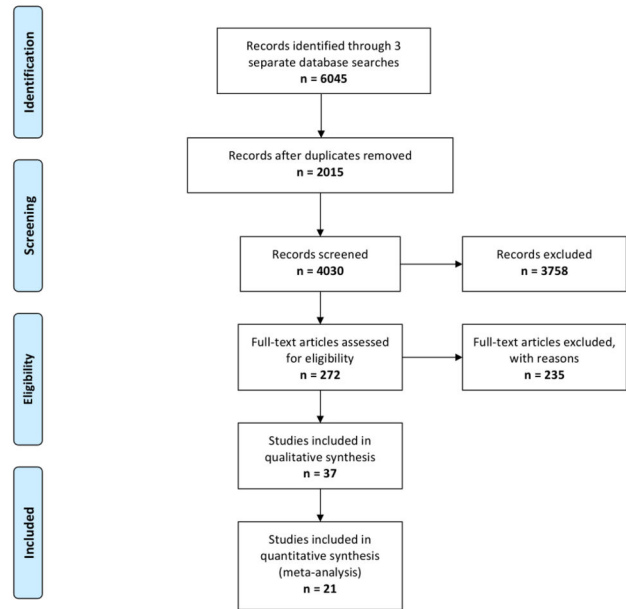 Identification
Records identified through 3
separate database searches
n = 6045
Records after duplicates removed
n = 2015
Screening
Records screened
n = 4030
Records excluded
n = 3758
Eligibility
Full-text articles assessed
for eligibility
n = 272
Full-text articles excluded,
with reasons
n = 235
Studies included in
qualitative synthesis
n = 37
Included
Studies included in
quantitative synthesis
(meta-analysis)
n = 21